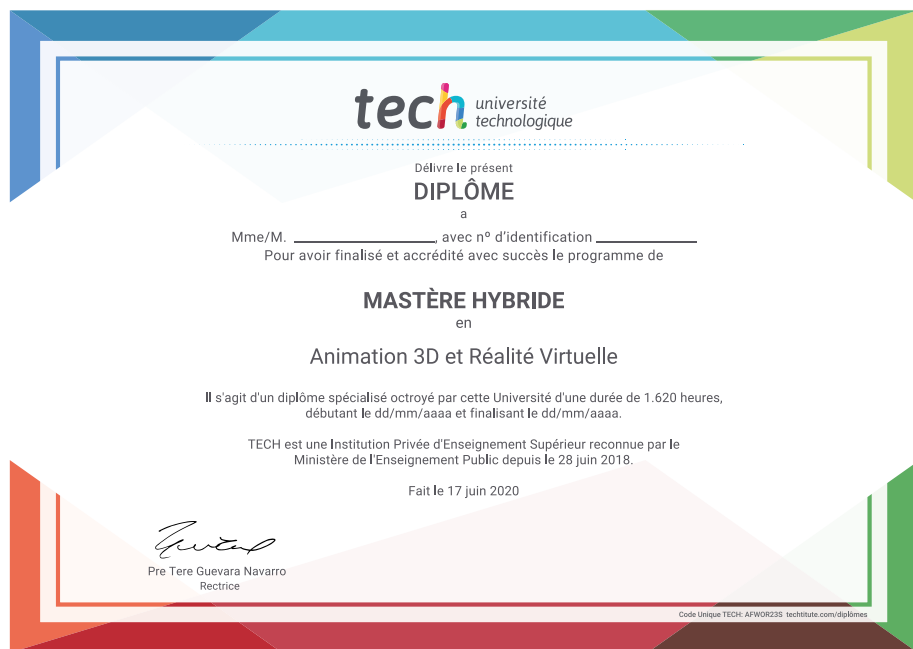 tech université
technologique
Délivre le présent
DIPLÔME
a
Mme/M. ____________, avec nº d'identification ____________
Pour avoir finalisé et accrédité avec succès le programme de
MASTÈRE HYBRIDE
en
Animation 3D et Réalité Virtuelle
Il s'agit d'un diplôme spécialisé octroyé par cette Université d'une durée de 1.620 heures,
débutant le dd/mm/aaaa et finalisant le dd/mm/aaaa.
TECH est une Institution Privée d'Enseignement Supérieur reconnue par le
Ministère de l'Enseignement Public depuis le 28 juin 2018.
Fait le 17 juin 2020
Pre Tere Guevara Navarro
Rectrice
Code Unique TECH: AFWOR23S techtitute.com/diplômes